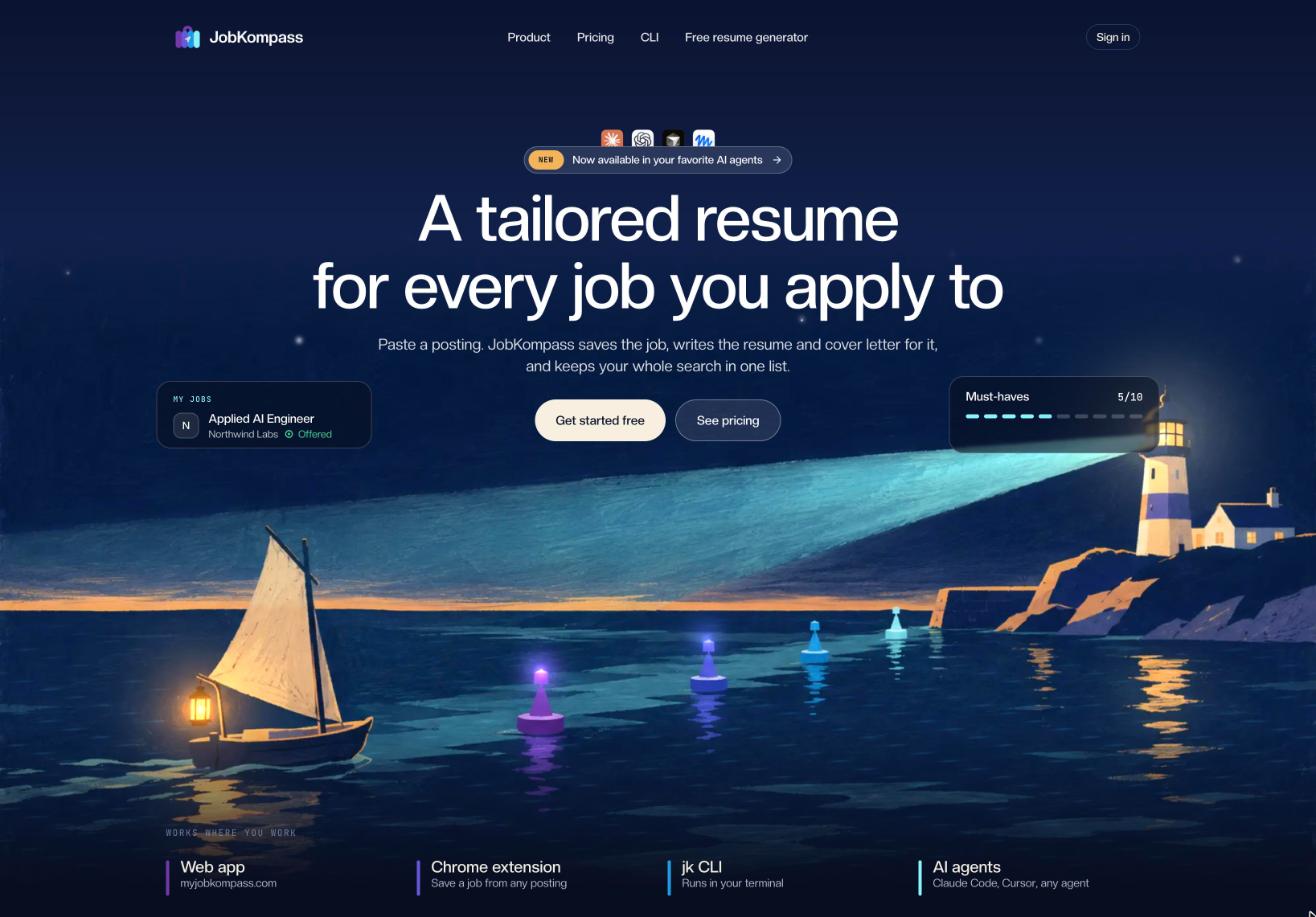 JobKompass
Product
Pricing
CLI
Free resume generator
Sign in
NEW
Now available in your favorite AI agents →
A tailored resume
for every job you apply to
Paste a posting. JobKompass saves the job, writes the resume and cover letter for it,
and keeps your whole search in one list.
Get started free
See pricing
MY JOBS
N
Applied AI Engineer
Northwind Labs
Offered
Must-haves
5/10
WORKS WHERE YOU WORK
Web app
myjobkompass.com
Chrome extension
Save a job from any posting
jk CLI
Runs in your terminal
AI agents
Claude Code, Cursor, any agent